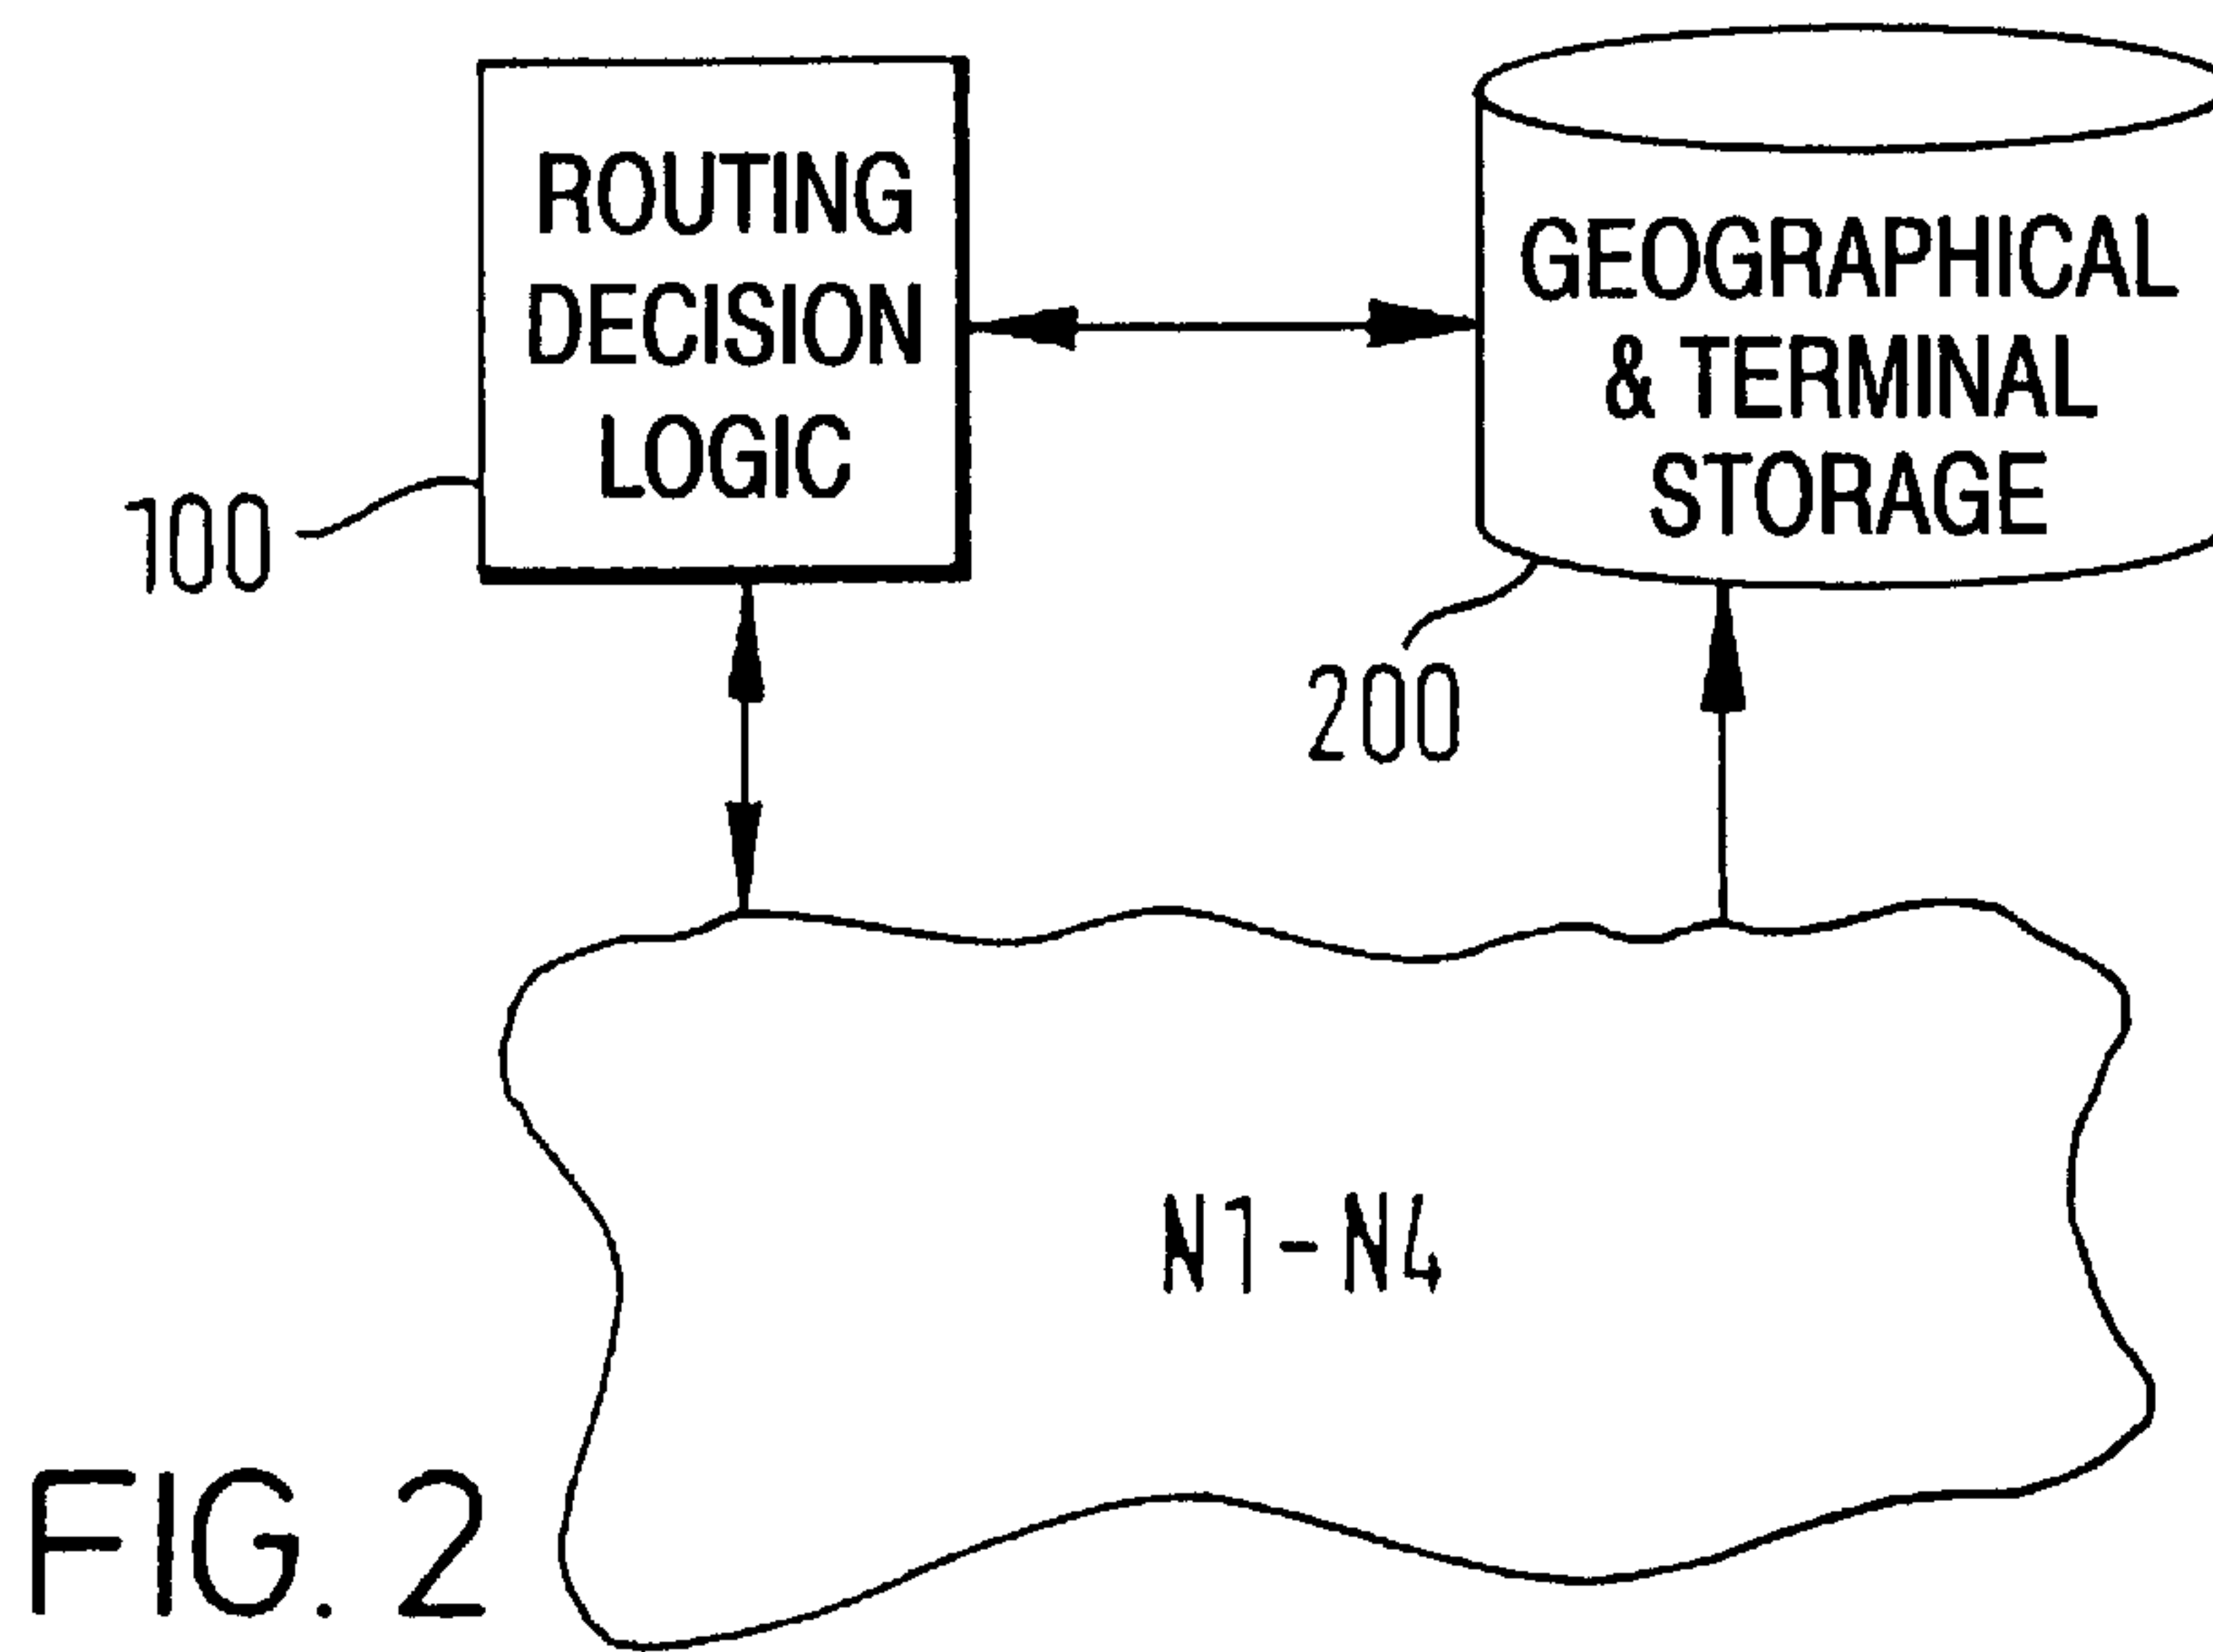 ROUTING
DECISION
LOGIC
GEOGRAPHICAL
& TERMINAL
STORAGE
100
200
N1-N4
FIG. 2